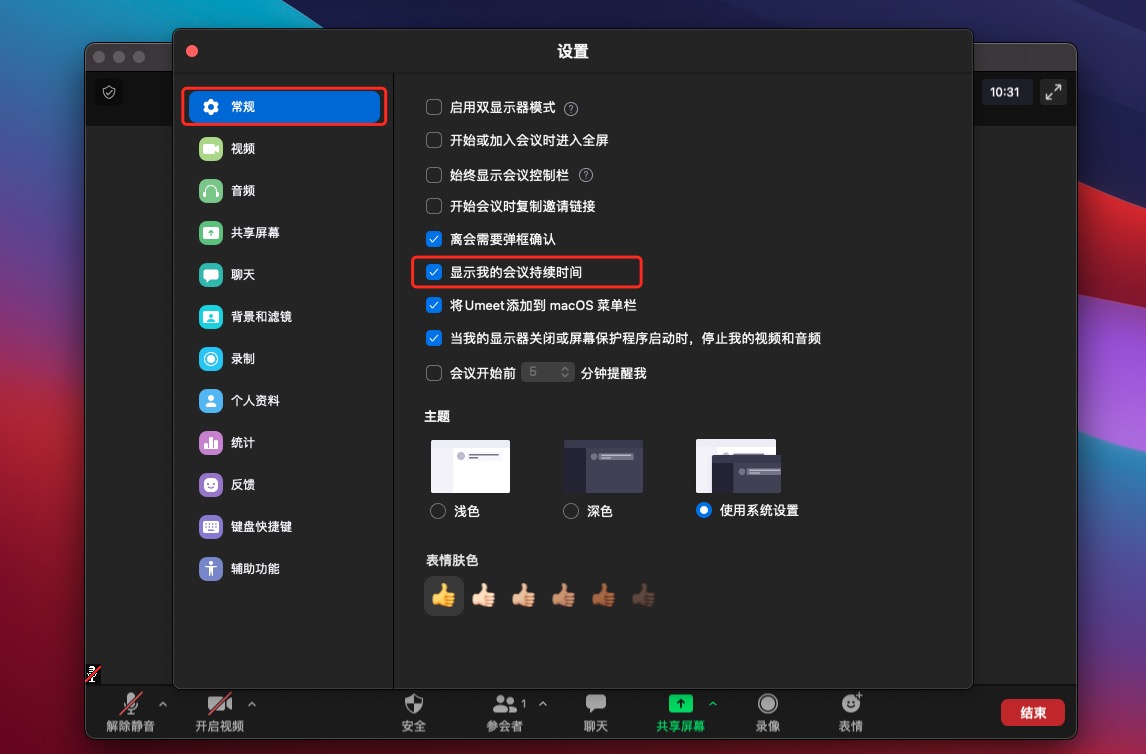 设置
10:31
常规
视频
音频
共享屏幕
聊天
背景和滤镜
录制
个人资料
统计
反馈
键盘快捷键
辅助功能
启用双显示器模式 ?
开始或加入会议时进入全屏
始终显示会议控制栏 ?
开始会议时复制邀请链接
离会需要弹框确认
显示我的会议持续时间
将Umeet添加到 macOS 菜单栏
当我的显示器关闭或屏幕保护程序启动时，停止我的视频和音频
会议开始前 5 分钟提醒我
主题
浅色 深色 使用系统设置
表情肤色
解除静音 开启视频 安全 参会者 1 聊天 共享屏幕 录像 表情 结束